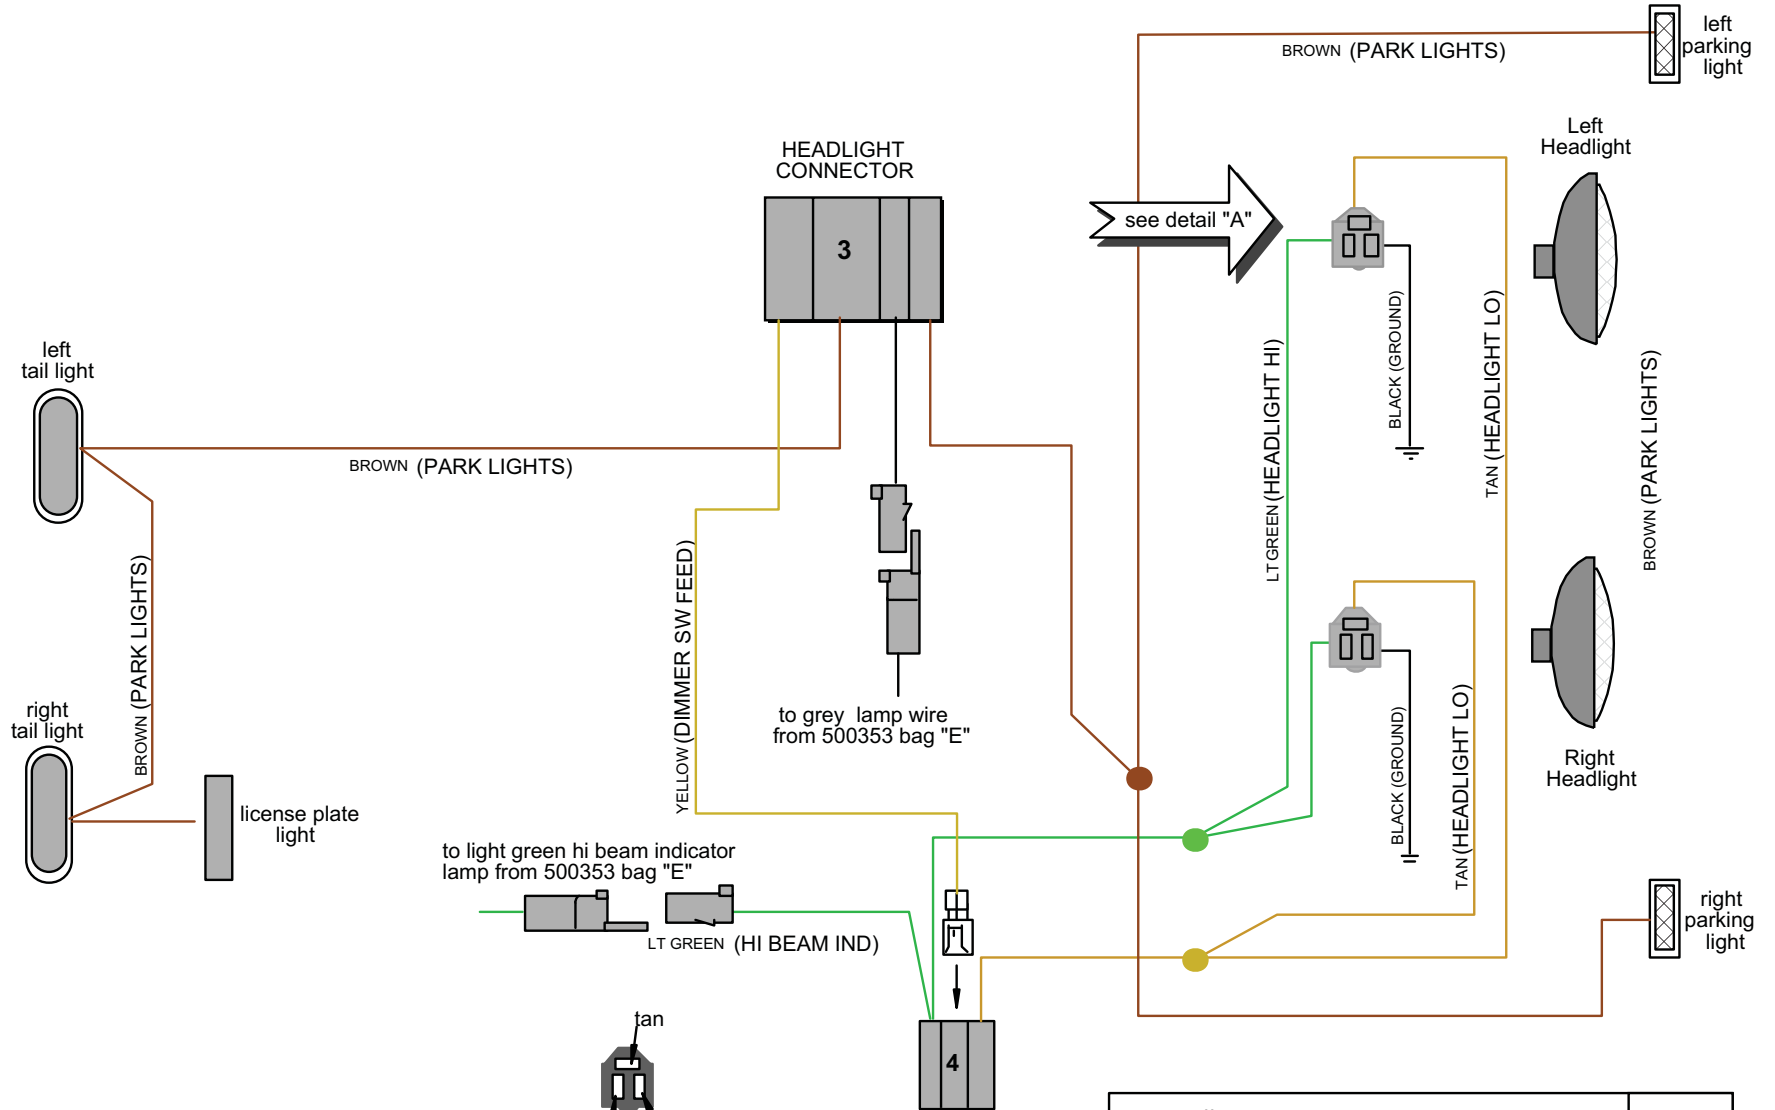 left
parking
light
BROWN (PARK LIGHTS)
Left
Headlight
HEADLIGHT
CONNECTOR
see detail "A"
3
BLACK (GROUND)
TAN (HEADLIGHT LO)
LT GREEN (HEADLIGHT HI)
BROWN (PARK LIGHTS)
left
tail light
BROWN (PARK LIGHTS)
YELLOW (DIMMER SW FEED)
BROWN (PARK LIGHTS)
right
tail light
to grey lamp wire
from 500353 bag "E"
TAN (HEADLIGHT LO)
BLACK (GROUND)
Right
Headlight
license plate
light
to light green hi beam indicator
lamp from 500353 bag "E"
LT GREEN (HI BEAM IND)
right
parking
light
tan
4